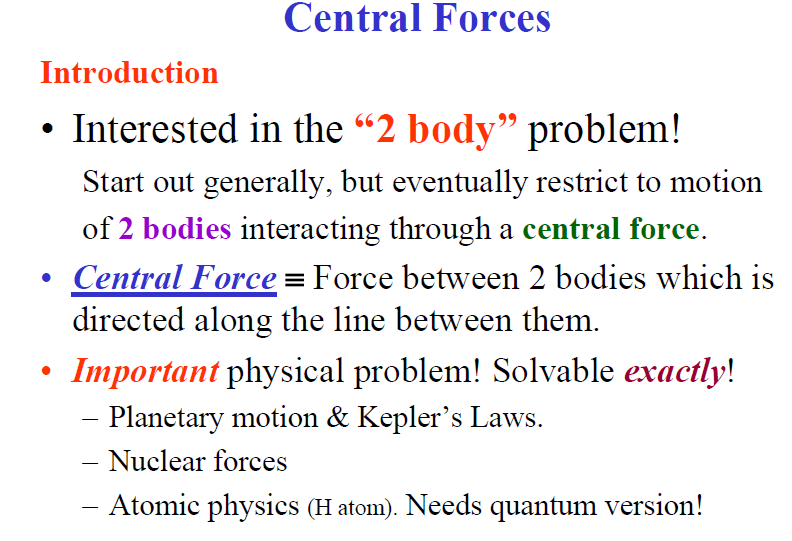 Central Forces
Introduction
• Interested in the “2 body” problem!
Start out generally, but eventually restrict to motion
of 2 bodies interacting through a central force.
• Central Force ≡ Force between 2 bodies which is
directed along the line between them.
• Important physical problem! Solvable exactly!
– Planetary motion & Kepler’s Laws.
– Nuclear forces
– Atomic physics (H atom). Needs quantum version!